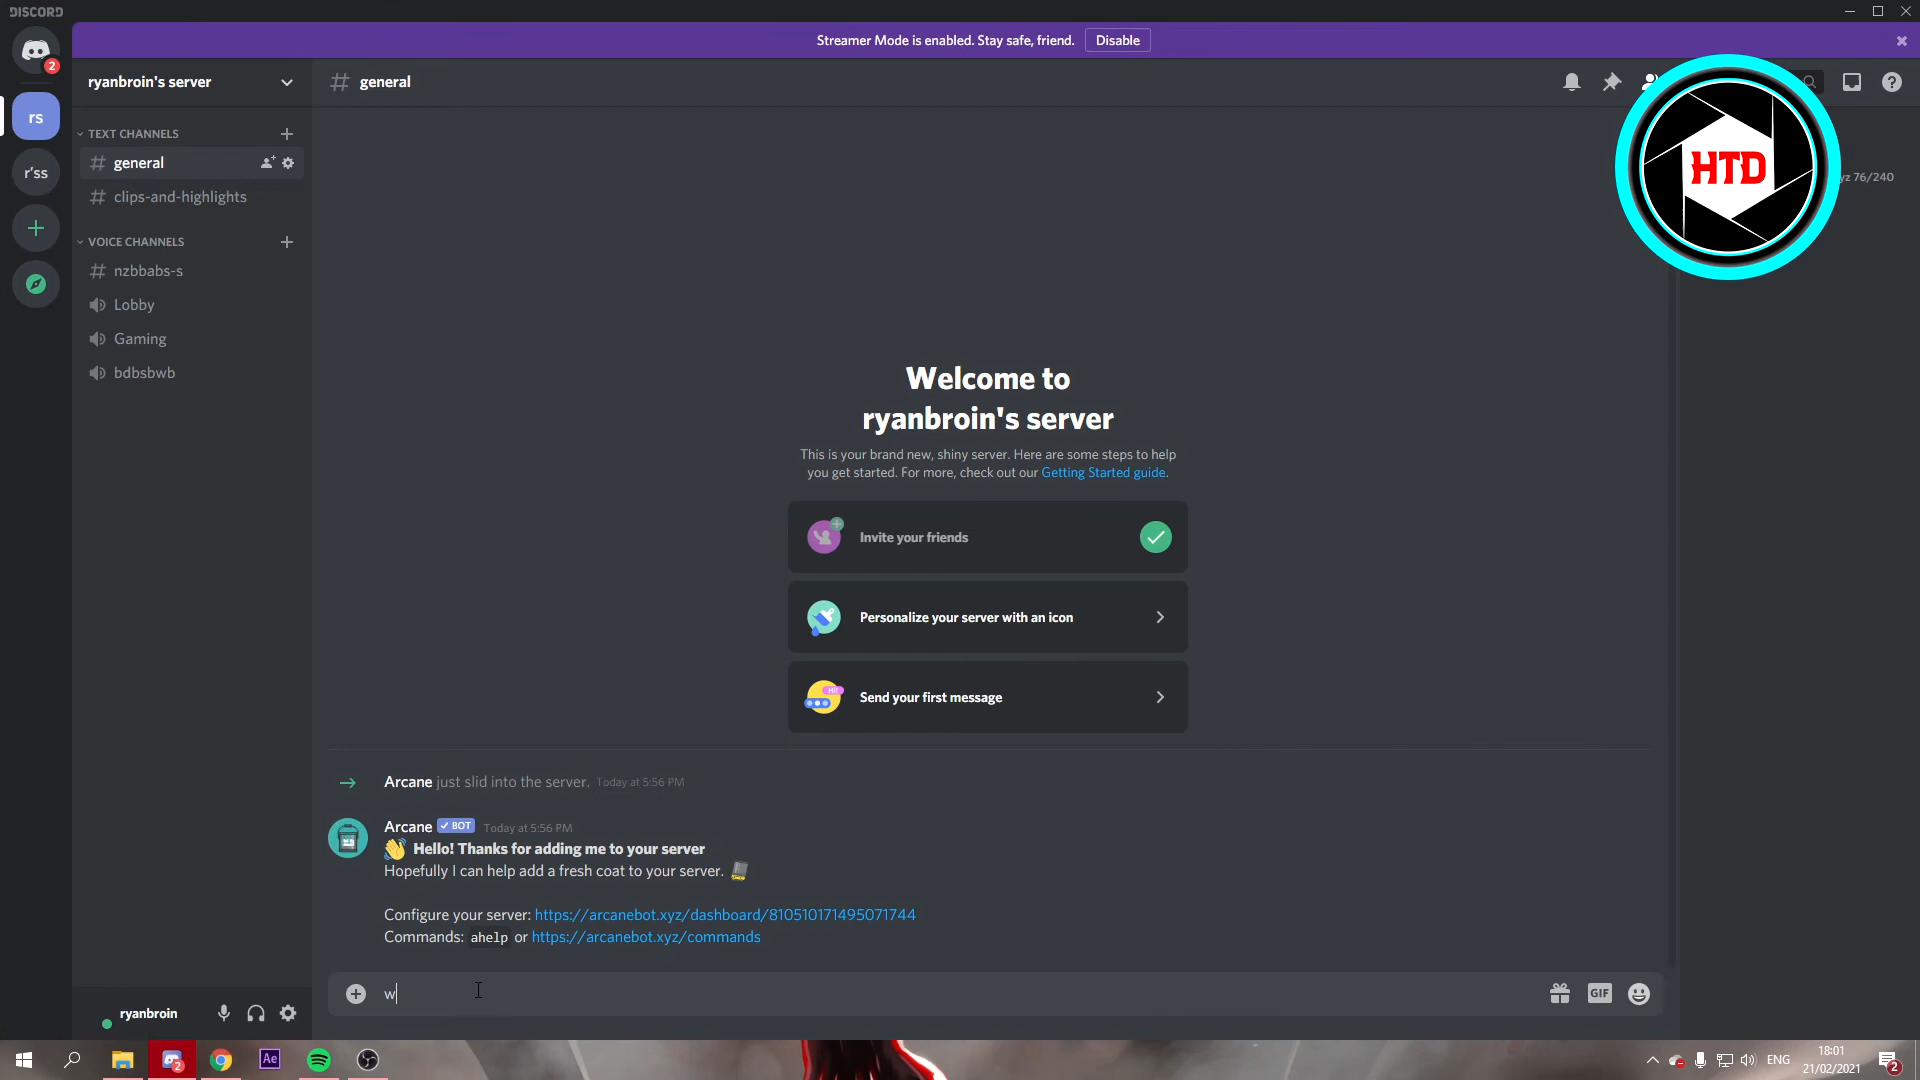 DISCORD
Streamer Mode is enabled. Stay safe, friend. Disable
2
rs
r'ss
ryanbroin's server
TEXT CHANNELS
general
clips-and-highlights
VOICE CHANNELS
nzbbabs-s
Lobby
Gaming
bdbsbwb
ryanbroin
general
HTD
yz 76/240
Welcome to
ryanbroin's server
This is your brand new, shiny server. Here are some steps to help
you get started. For more, check out our Getting Started guide.
Invite your friends
Personalize your server with an icon
Hi!
Send your first message
Arcane just slid into the server. Today at 5:56 PM
Arcane BOT Today at 5:56 PM
Hello! Thanks for adding me to your server
Hopefully I can help add a fresh coat to your server.
Configure your server: https://arcanebot.xyz/dashboard/810510171495071744
Commands: ahelp or https://arcanebot.xyz/commands
w
GIF
2
Ae
ENG
18:01
21/02/2021
2